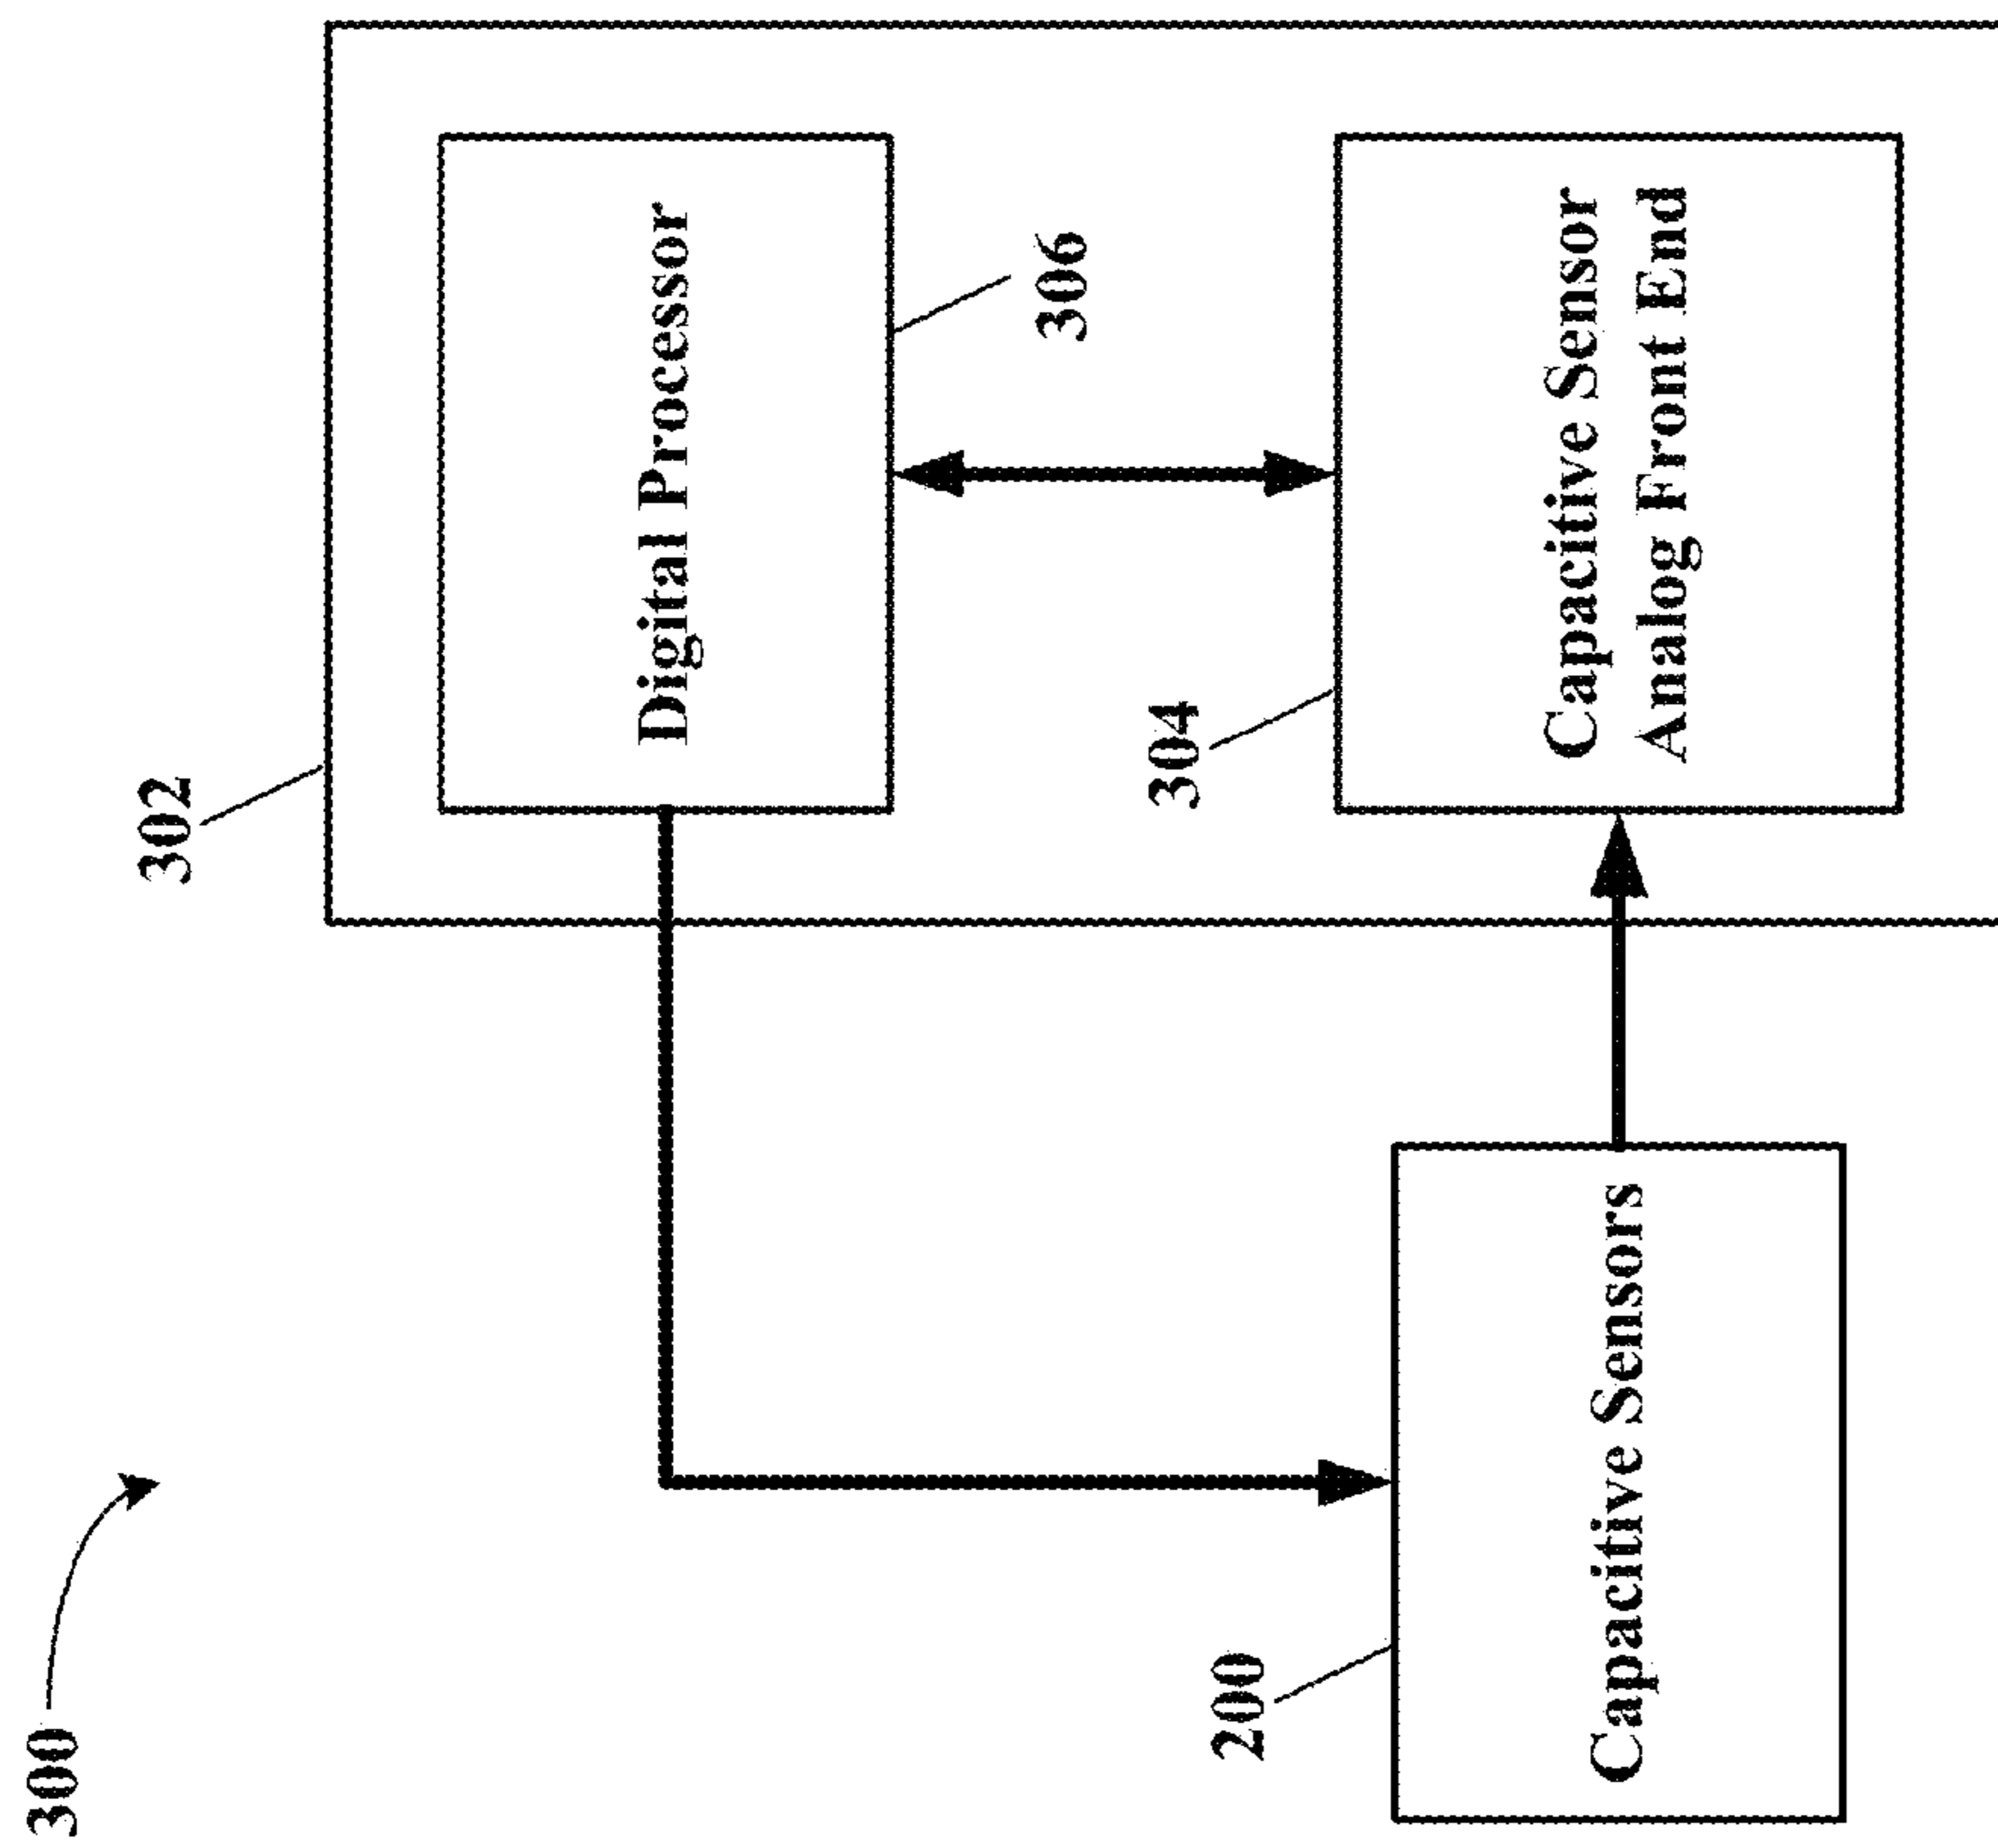 300
302
Digital Processor
306
304
200
Capacitive Sensors
Capacitive Sensor
Analog Front End